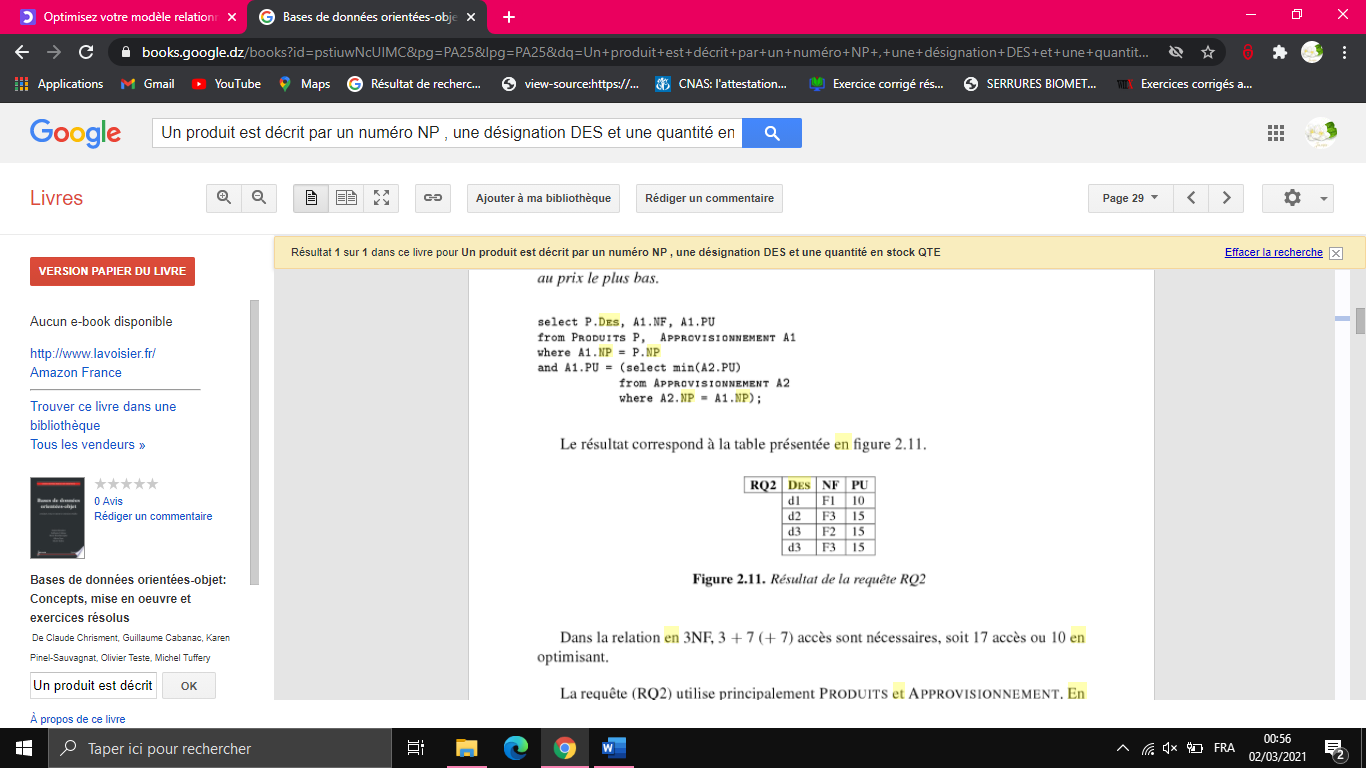 Optimisez votre modèle relationn
Bases de données orientées-obje
books.google.dz/books?id=pstiuwNcUIMC&pg=PA25&lpg=PA25&dq=Un+produit+est+décrit+par+un+numéro+NP+,+une+désignation+DES+et+une+quantit...
Applications
Gmail
YouTube
Maps
Résultat de recherc...
view-source:https://...
CNAS: l'attestation...
Exercice corrigé rés...
SERRURES BIOMET...
Exercices corrigés a...
Google
Un produit est décrit par un numéro NP , une désignation DES et une quantité en
Livres
Ajouter à ma bibliothèque
Rédiger un commentaire
Page 29
Résultat 1 sur 1 dans ce livre pour Un produit est décrit par un numéro NP , une désignation DES et une quantité en stock QTE
Effacer la recherche
VERSION PAPIER DU LIVRE
Aucun e-book disponible
http://www.lavoisier.fr/
Amazon France
Trouver ce livre dans une
bibliothèque
Tous les vendeurs »
Bases de données
orientées-objet
0 Avis
Rédiger un commentaire
Bases de données orientées-objet:
Concepts, mise en oeuvre et
exercices résolus
De Claude Chrisment, Guillaume Cabanac, Karen
Pinel-Sauvagnat, Olivier Teste, Michel Tuffery
Un produit est décrit
OK
À propos de ce livre
au prix le plus bas.
select P.DES, A1.NF, A1.PU
from PRODUITS P, APPROVISIONNEMENT A1
where A1.NP = P.NP
and A1.PU = (select min(A2.PU)
from APPROVISIONNEMENT A2
where A2.NP = A1.NP);
Le résultat correspond à la table présentée en figure 2.11.
RQ2 DES NF PU
d1 F1 10
d2 F3 15
d3 F2 15
d3 F3 15
Figure 2.11. Résultat de la requête RQ2
Dans la relation en 3NF, 3 + 7 (+ 7) accès sont nécessaires, soit 17 accès ou 10 en
optimisant.
La requête (RQ2) utilise principalement PRODUITS et APPROVISIONNEMENT. En
Taper ici pour rechercher
FRA
00:56
02/03/2021
2